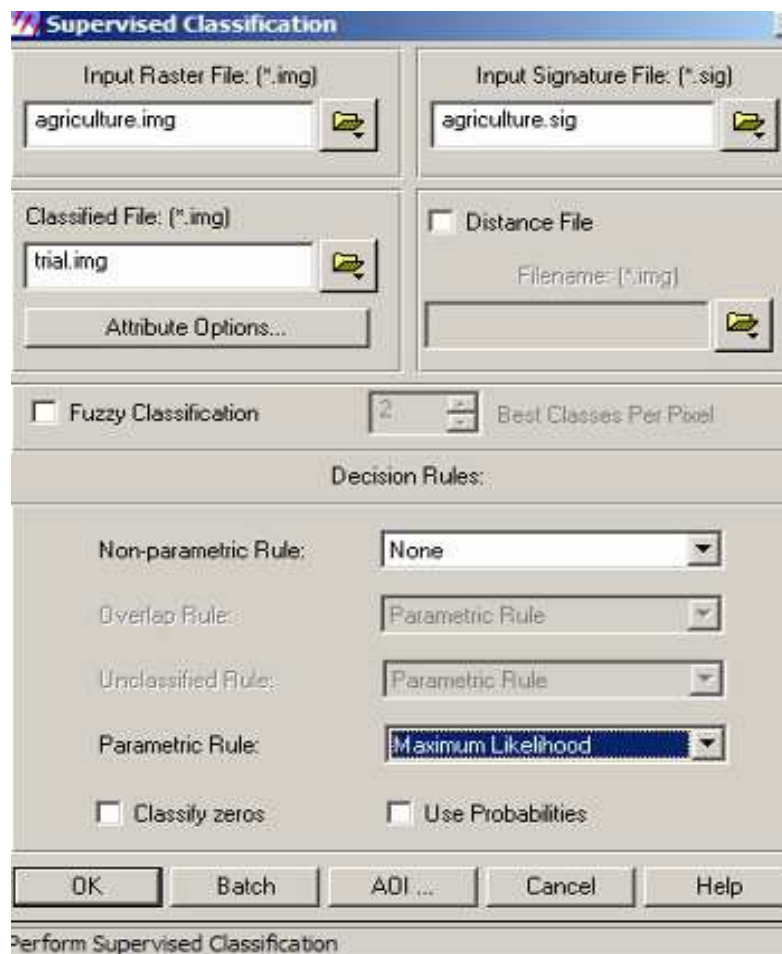 Supervised Classification
Input Raster File: (*.img)
Input Signature File: (*.sig)
agriculture.img
agriculture.sig
Classified File: (*.img)
Distance File
trial.img
Filename: (*.img)
Attribute Options...
Fuzzy Classification
2
Best Classes Per Pixel
Decision Rules:
Non-parametric Rule:
None
Overlap Rule:
Parametric Rule
Unclassified Rule:
Parametric Rule
Parametric Rule:
Maximum Likelihood
Classify zeros
Use Probabilities
OK
Batch
AOI ...
Cancel
Help
Perform Supervised Classification